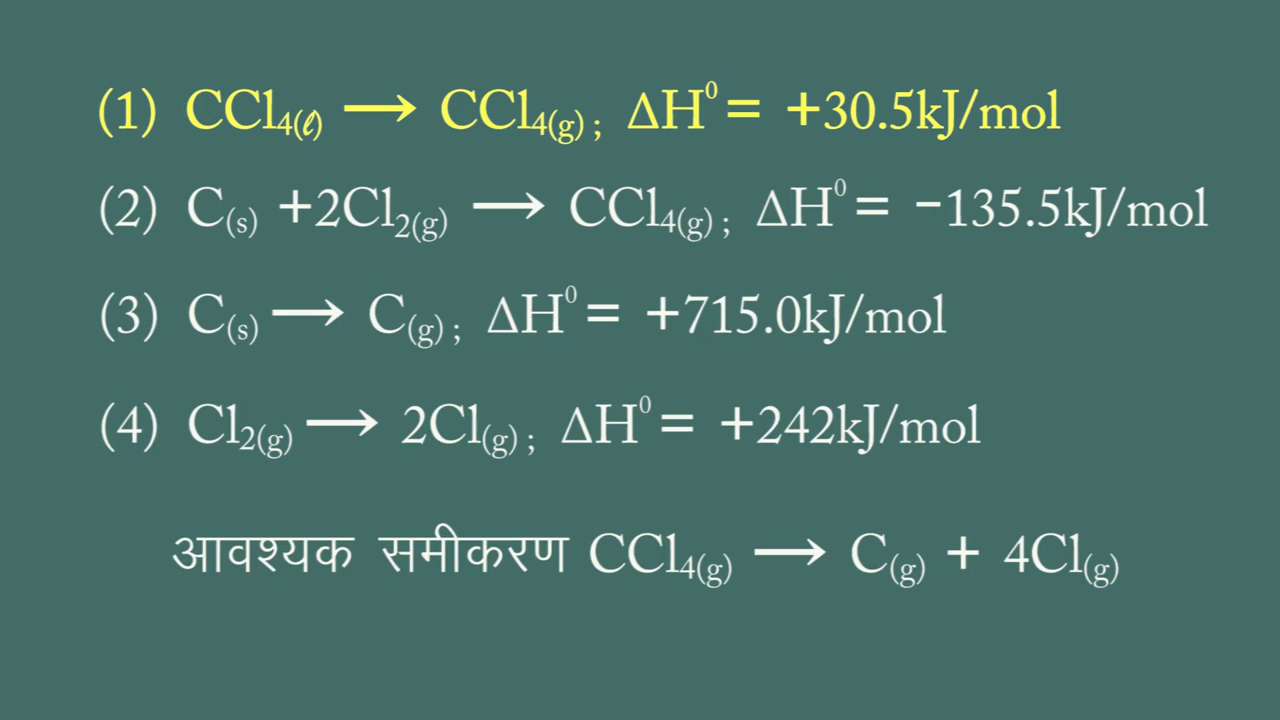 (1) CCl₄(ℓ) ⟶ CCl₄(g) ; ΔH⁰ = +30.5kJ/mol
(2) C(s) +2Cl₂(g) ⟶ CCl₄(g) ; ΔH⁰ = -135.5kJ/mol
(3) C(s) ⟶ C(g) ; ΔH⁰ = +715.0kJ/mol
(4) Cl₂(g) ⟶ 2Cl(g) ; ΔH⁰ = +242kJ/mol
आवश्यक समीकरण CCl₄(g) ⟶ C(g) + 4Cl(g)